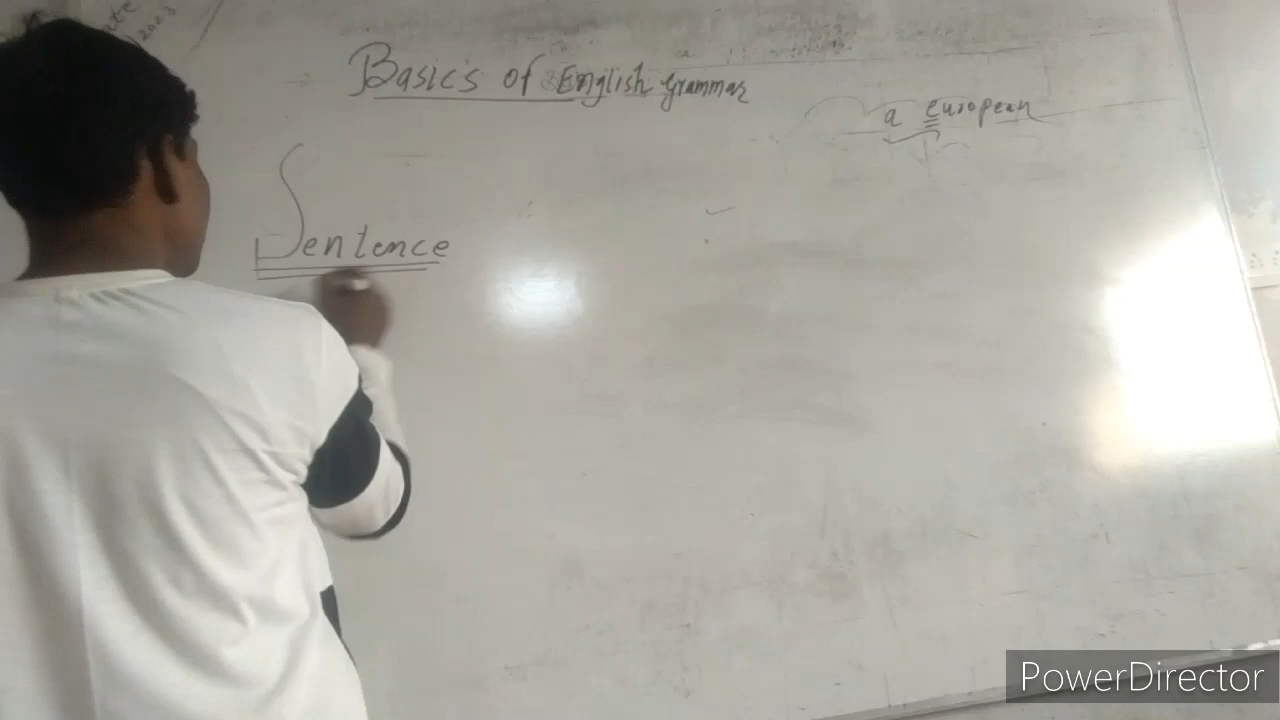 Basics of English Grammar
a european
Sentence
PowerDirector